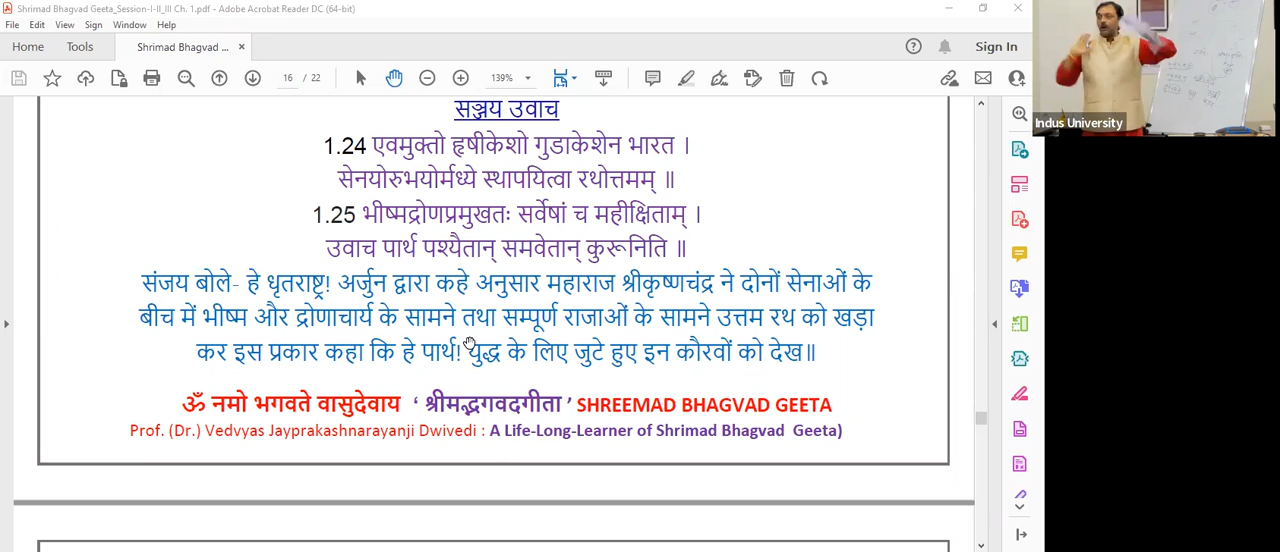 Shrimad Bhagvad Geeta_Session-I-II_III Ch. 1.pdf - Adobe Acrobat Reader DC (64-bit)
File Edit View Sign Window Help
Home Tools Shrimad Bhagvad ... × Sign In
16 / 22 139%
Indus University
सञ्जय उवाच
1.24 एवमुक्तो हृषीकेशो गुडाकेशेन भारत ।
सेनयोरुभयोर्मध्ये स्थापयित्वा रथोत्तमम् ॥
1.25 भीष्मद्रोणप्रमुखतः सर्वेषां च महीक्षिताम् ।
उवाच पार्थ पश्यैतान् समवेतान् कुरूनिति ॥
संजय बोले- हे धृतराष्ट्र! अर्जुन द्वारा कहे अनुसार महाराज श्रीकृष्णचंद्र ने दोनों सेनाओं के
बीच में भीष्म और द्रोणाचार्य के सामने तथा सम्पूर्ण राजाओं के सामने उत्तम रथ को खड़ा
कर इस प्रकार कहा कि हे पार्थ! युद्ध के लिए जुटे हुए इन कौरवों को देख॥
ॐ नमो भगवते वासुदेवाय ‘ श्रीमद्भगवदगीता ’ SHREEMAD BHAGVAD GEETA
Prof. (Dr.) Vedvyas Jayprakashnarayanji Dwivedi : A Life-Long-Learner of Shrimad Bhagvad Geeta)